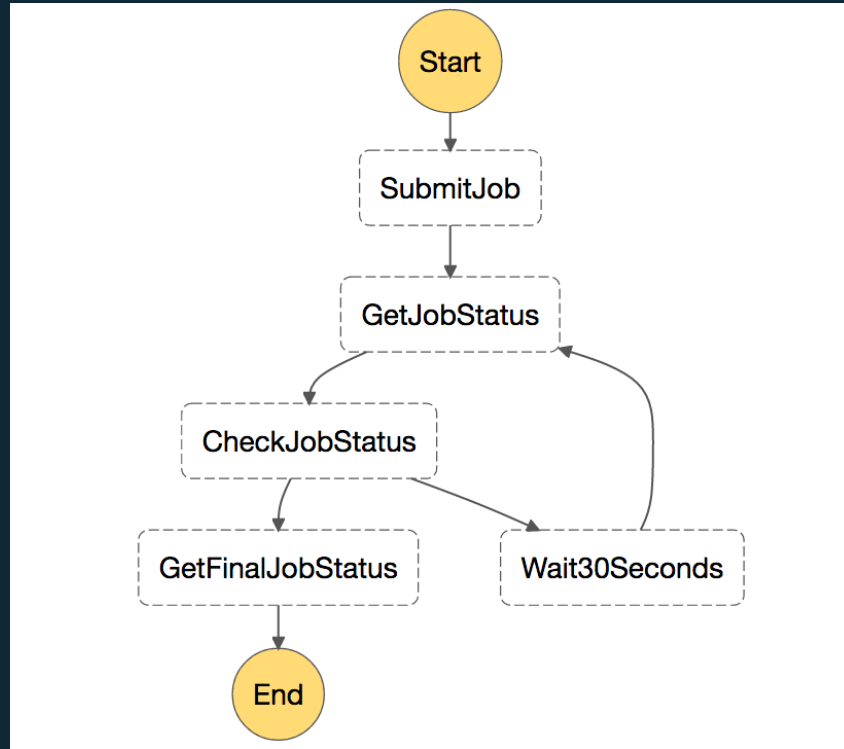 Start
SubmitJob
GetJobStatus
CheckJobStatus
GetFinalJobStatus
Wait30Seconds
End